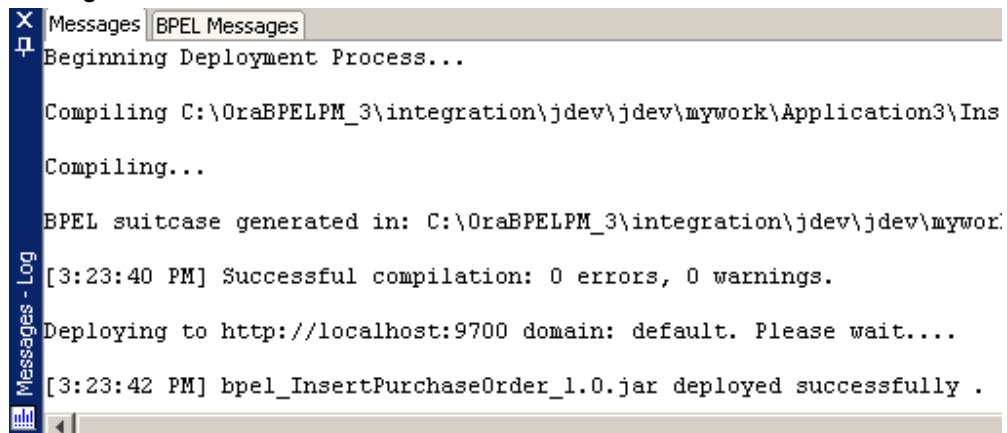 Messages BPEL Messages
Beginning Deployment Process...
Compiling C:\OraBPELPM_3\integration\jdev\jdev\mywork\Application3\Ins
Compiling...
BPEL suitcase generated in: C:\OraBPELPM_3\integration\jdev\jdev\mywork
[3:23:40 PM] Successful compilation: 0 errors, 0 warnings.
Deploying to http://localhost:9700 domain: default. Please wait....
[3:23:42 PM] bpel_InsertPurchaseOrder_1.0.jar deployed successfully .
Messages - Log